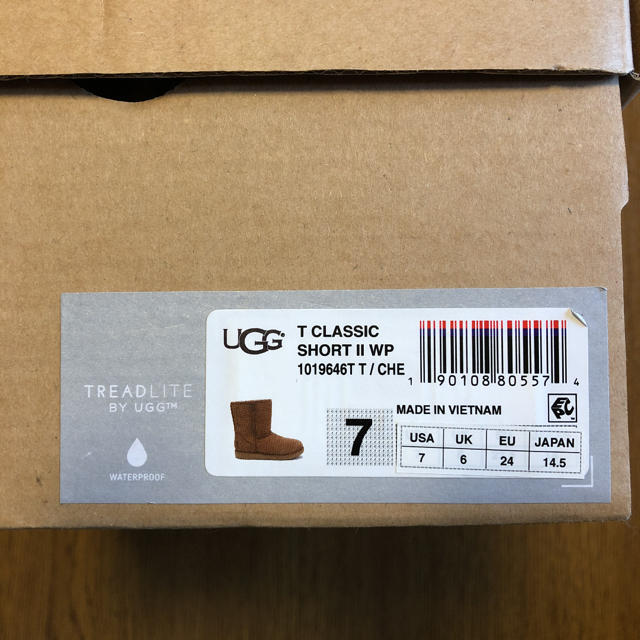 TREADLITE
BY UGG™
WATERPROOF
UGG®
T CLASSIC
SHORT II WP
1019646T T / CHE
1 90108 80557 4
7
MADE IN VIETNAM
USA UK EU JAPAN
7 6 24 14.5